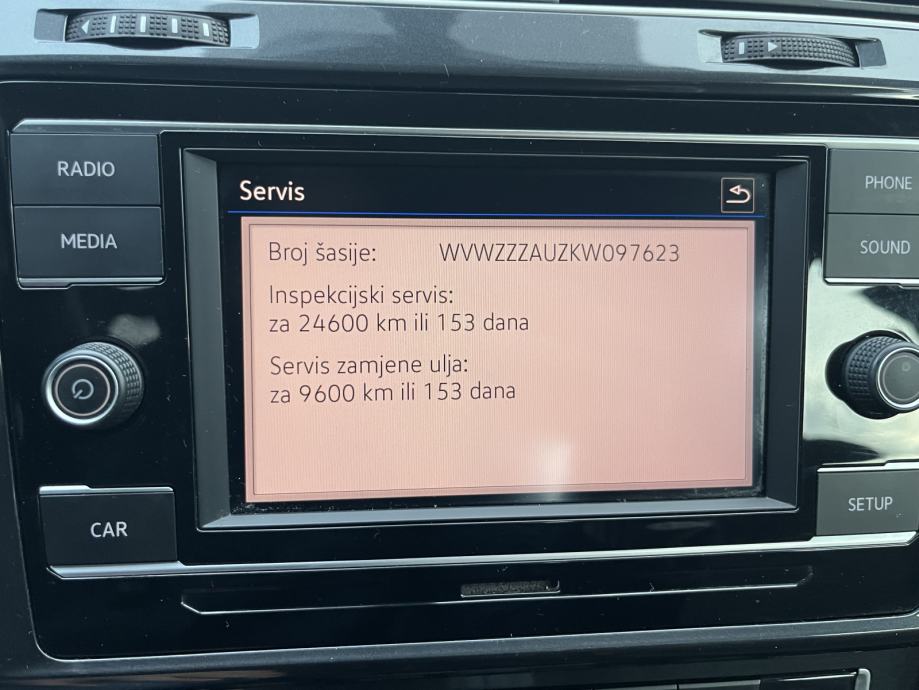 RADIO
MEDIA
CAR
Servis
Broj šasije: WVWZZZAUZKW097623
Inspekcijski servis:
za 24600 km ili 153 dana
Servis zamjene ulja:
za 9600 km ili 153 dana
PHONE
SOUND
SETUP